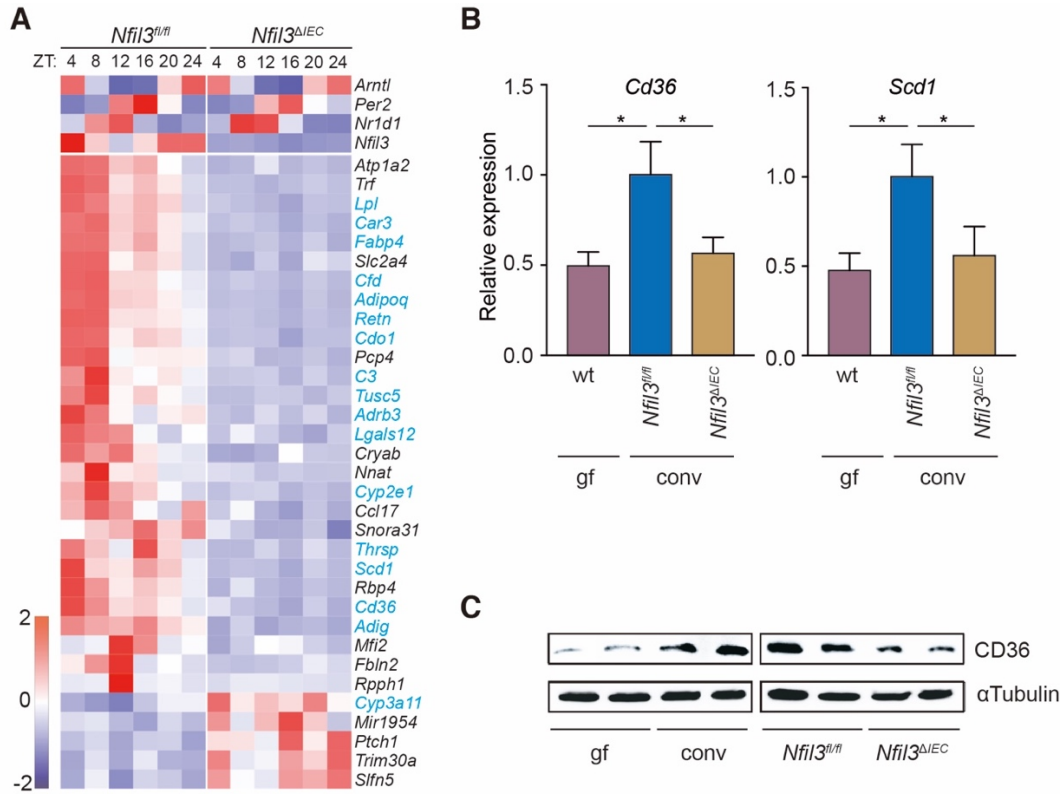 A
Nfil3fl/fl Nfil3ΔIEC
ZT: 4 8 12 16 20 24 4 8 12 16 20 24
Arntl
Per2
Nr1d1
Nfil3
Atp1a2
Trf
Lpl
Car3
Fabp4
Slc2a4
Cfd
Adipoq
Retn
Cdo1
Pcp4
C3
Tusc5
Adrb3
Lgals12
Cryab
Nnat
Cyp2e1
Ccl17
Snora31
Thrsp
Scd1
Rbp4
Cd36
Adig
Mfi2
Fbln2
Rpph1
Cyp3a11
Mir1954
Ptch1
Trim30a
Slfn5
2
0
-2
B
Relative expression
Cd36
1.5
1.0
0.5
0.0
* *
wt Nfil3fl/fl Nfil3ΔIEC
gf conv
Scd1
1.5
1.0
0.5
0.0
* *
wt Nfil3fl/fl Nfil3ΔIEC
gf conv
C
CD36
αTubulin
gf conv Nfil3fl/fl Nfil3ΔIEC